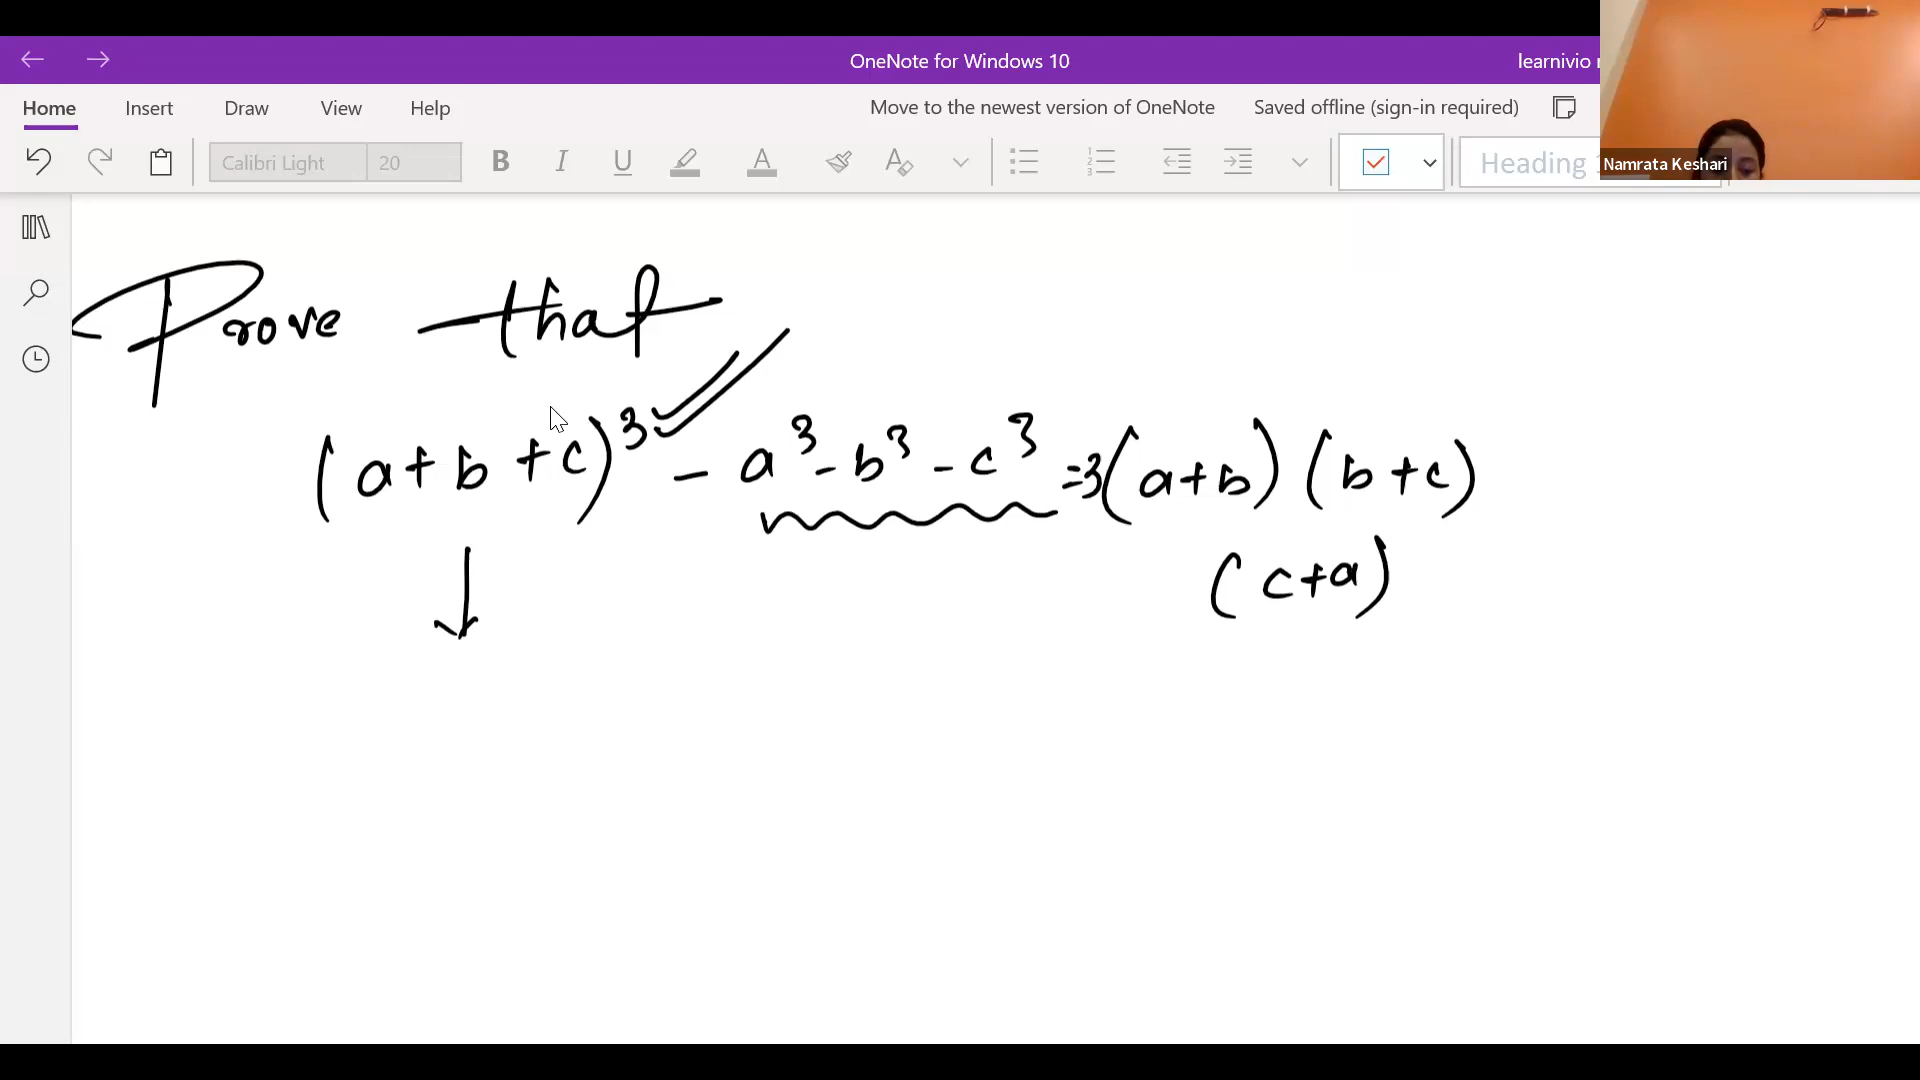 OneNote for Windows 10
learnivio
Home Insert Draw View Help Move to the newest version of OneNote Saved offline (sign-in required)
Calibri Light 20 B I U A A Heading
Namrata Keshari
Prove that
(a+b+c)³ - a³ - b³ - c³ = 3(a+b)(b+c)
(c+a)